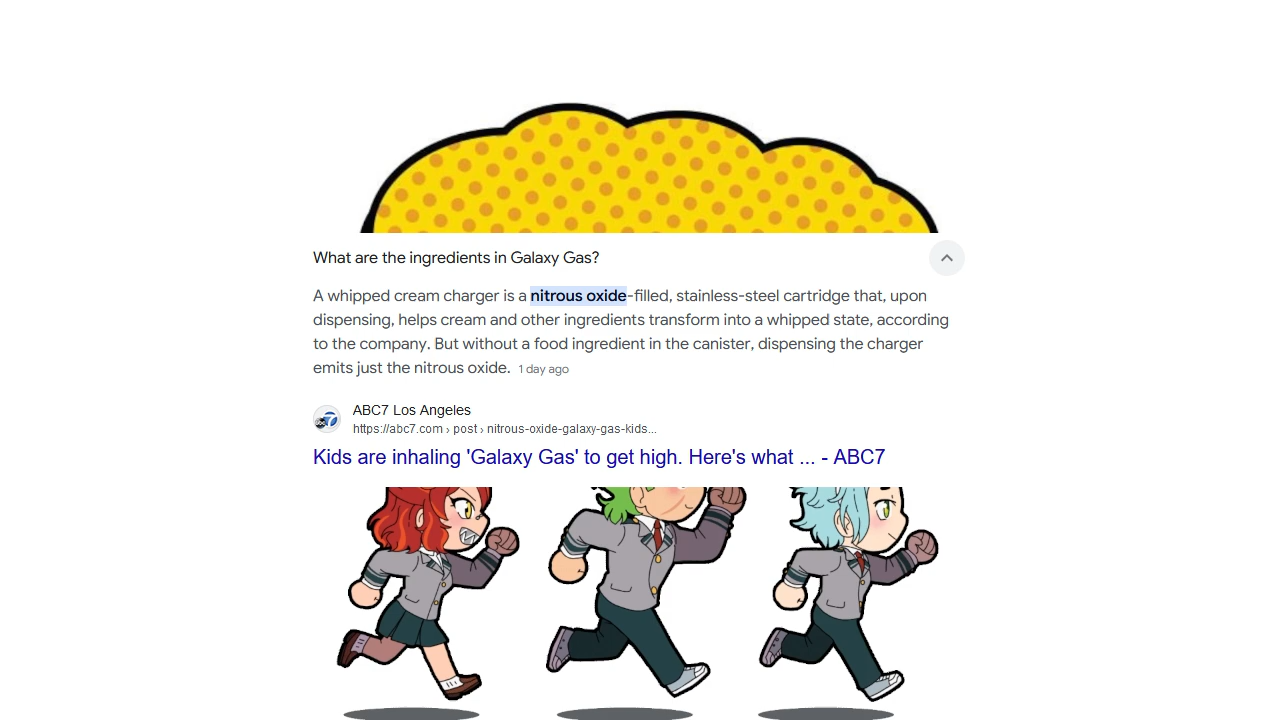 What are the ingredients in Galaxy Gas?
A whipped cream charger is a nitrous oxide-filled, stainless-steel cartridge that, upon
dispensing, helps cream and other ingredients transform into a whipped state, according
to the company. But without a food ingredient in the canister, dispensing the charger
emits just the nitrous oxide. 1 day ago
abc 7
ABC7 Los Angeles
https://abc7.com › post › nitrous-oxide-galaxy-gas-kids...
Kids are inhaling 'Galaxy Gas' to get high. Here's what ... - ABC7